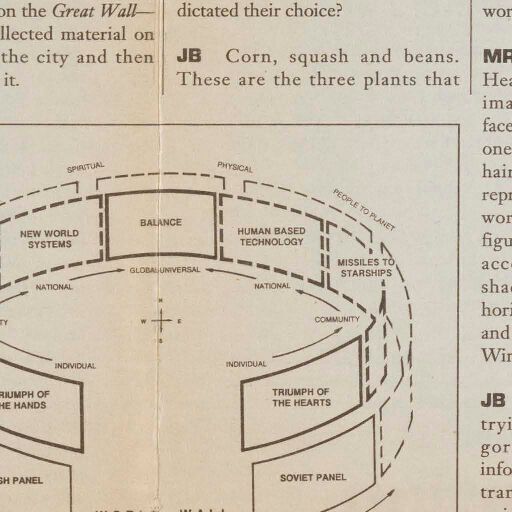 on the Great Wall—
llected material on
the city and then
it.
dictated their choice?
JB Corn, squash and beans.
These are the three plants that
SPIRITUAL
PHYSICAL
PEOPLE TO PLANET
NEW WORLD
SYSTEMS
BALANCE
HUMAN BASED
TECHNOLOGY
MISSILES TO
STARSHIPS
GLOBAL/UNIVERSAL
NATIONAL
NATIONAL
N
W E
S
TY
COMMUNITY
INDIVIDUAL
INDIVIDUAL
RIUMPH OF
HE HANDS
TRIUMPH OF
THE HEARTS
SH PANEL
SOVIET PANEL
wor
MR
Hea
ima
face
one
hair
repr
wor
figu
acco
shad
hori
and
Win
JB
tryi
gor
info
tran